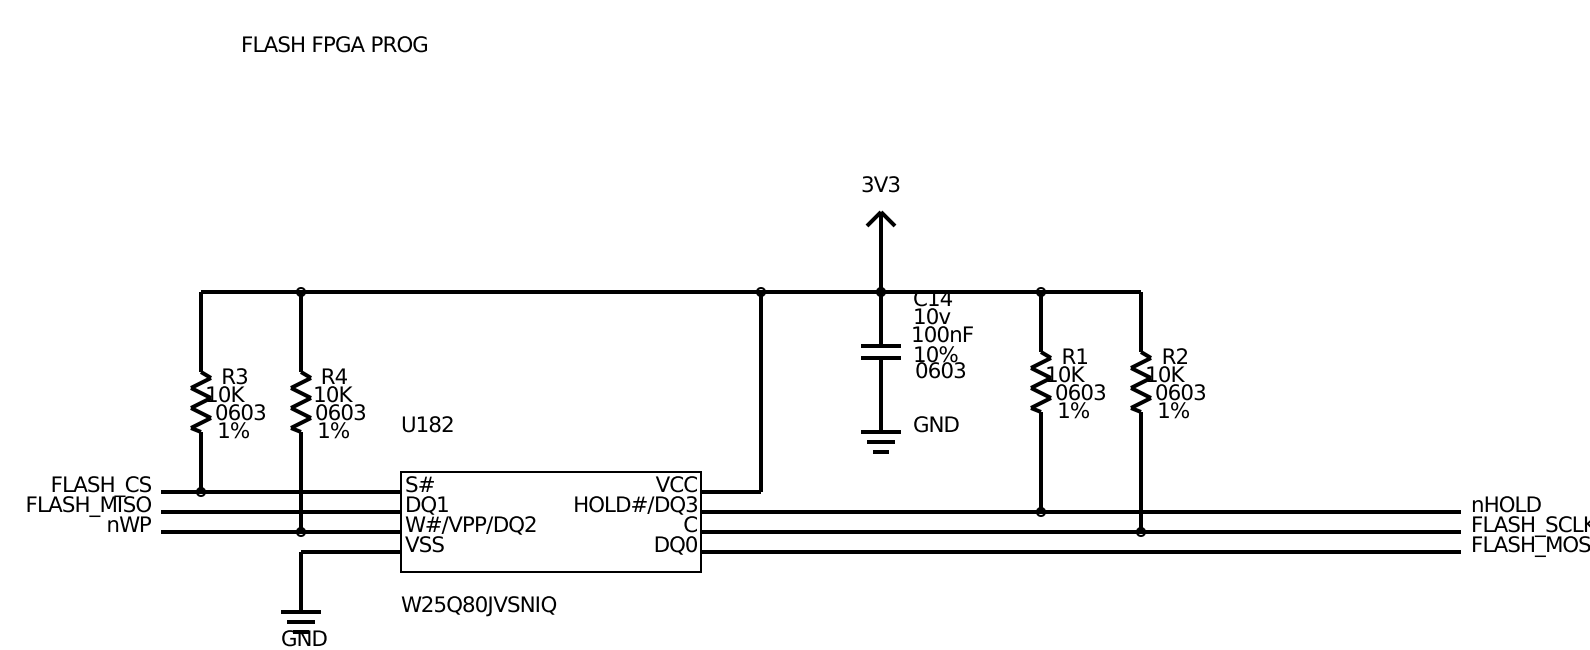 FLASH FPGA PROG
3V3
C14
10v
100nF
10%
0603
GND
R3
10K
0603
1%
R4
10K
0603
1%
R1
10K
0603
1%
R2
10K
0603
1%
U182
FLASH_CS
FLASH_MISO
nWP
S#
DQ1
W#/VPP/DQ2
VSS
VCC
HOLD#/DQ3
C
DQ0
nHOLD
FLASH_SCLK
FLASH_MOS
W25Q80JVSNIQ
GND